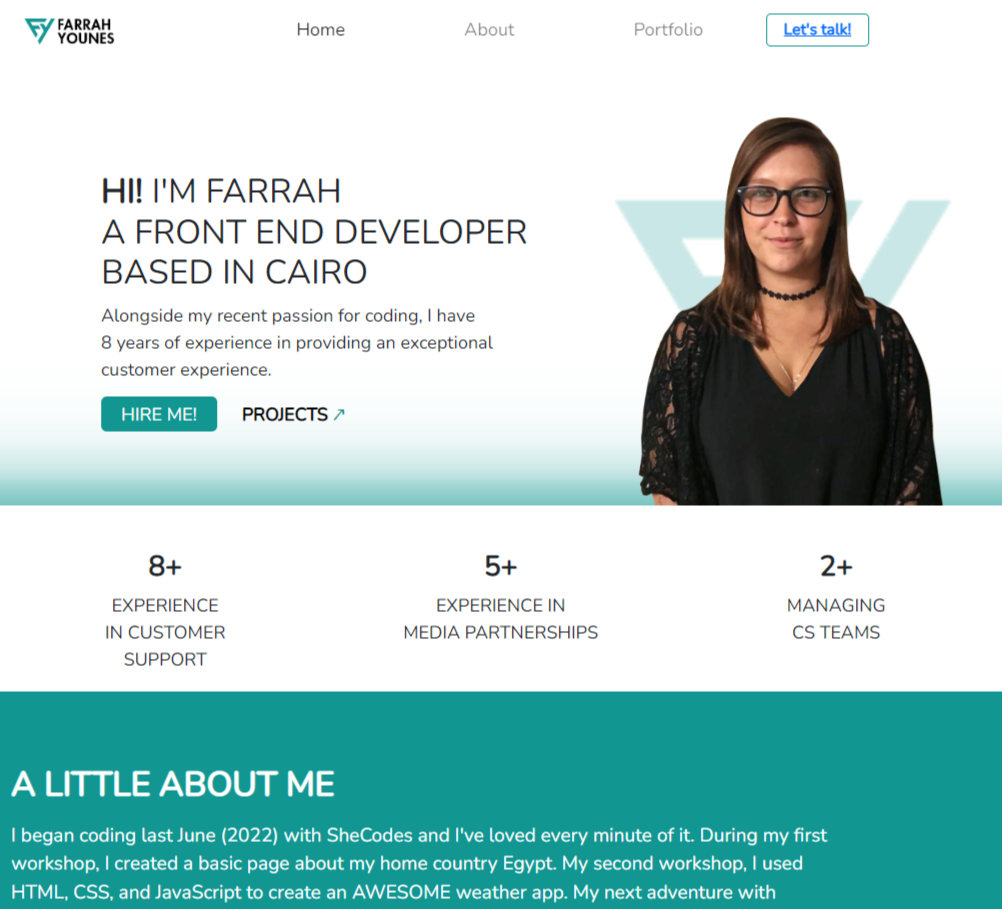 FARRAH
YOUNES
Home
About
Portfolio
Let's talk!
HI! I'M FARRAH
A FRONT END DEVELOPER
BASED IN CAIRO
Alongside my recent passion for coding, I have
8 years of experience in providing an exceptional
customer experience.
HIRE ME!
PROJECTS ↗
8+
EXPERIENCE
IN CUSTOMER
SUPPORT
5+
EXPERIENCE IN
MEDIA PARTNERSHIPS
2+
MANAGING
CS TEAMS
A LITTLE ABOUT ME
I began coding last June (2022) with SheCodes and I've loved every minute of it. During my first
workshop, I created a basic page about my home country Egypt. My second workshop, I used
HTML, CSS, and JavaScript to create an AWESOME weather app. My next adventure with